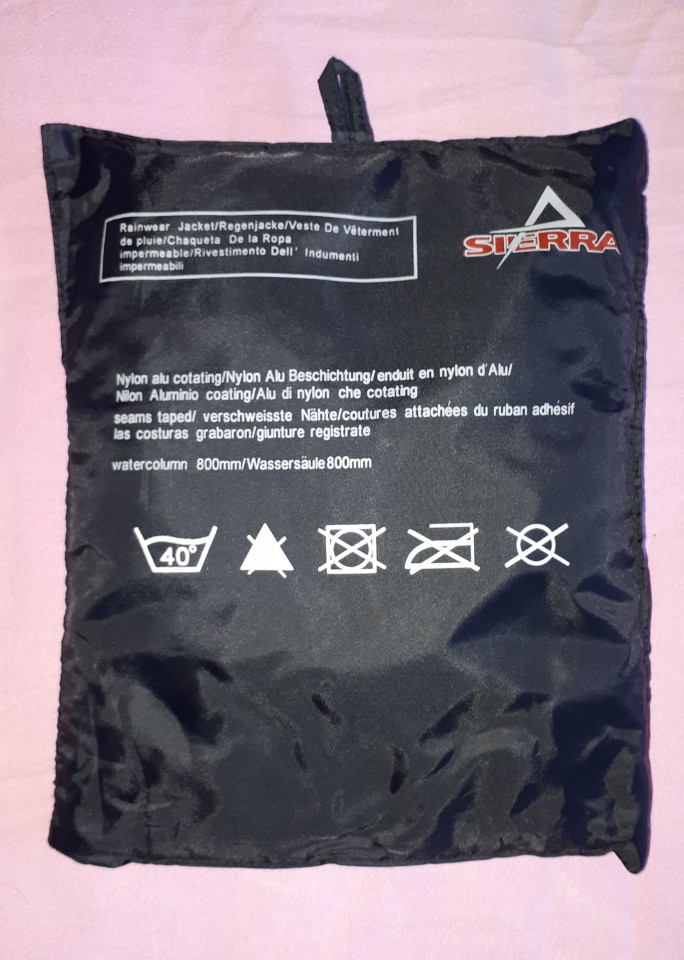 Rainwear Jacket/Regenjacke/Veste De Vêterment
de pluie/Chaqueta De la Ropa
impermeable/Rivestimento Dell' Indumenti
impermeabili
SIERRA
Nylon alu cotating/Nylon Alu Beschichtung/enduit en nylon d'Alu/
Nilon Aluminio coating/Alu di nylon che cotating
seams taped/ verschweisste Nähte/coutures attachées du ruban adhésif
las costuras grabaron/giunture registrate
watercolumn 800mm/Wassersäule800mm
40°